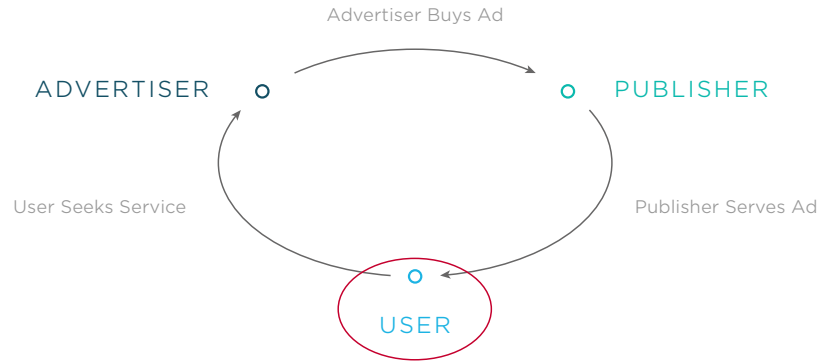 Advertiser Buys Ad
ADVERTISER
PUBLISHER
User Seeks Service
Publisher Serves Ad
USER